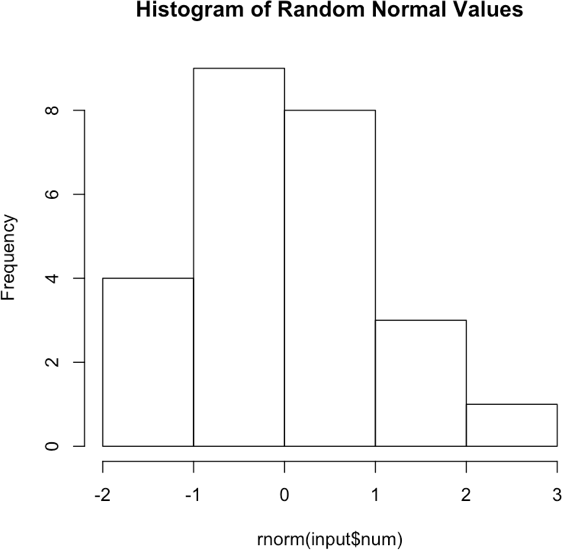 Histogram of Random Normal Values
Frequency
8
6
4
2
0
-2 -1 0 1 2 3
rnorm(input$num)